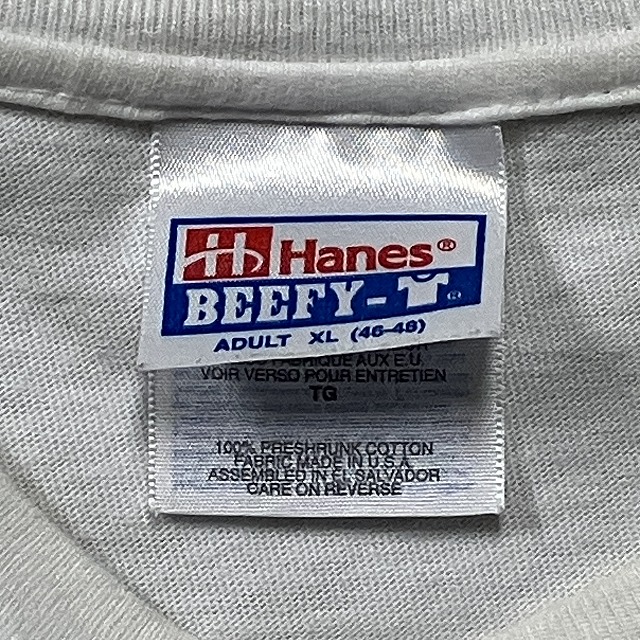 Hanes®
BEEFY-T®
ADULT XL (46-48)
AUX E.U.
VOIR VERSO POUR ENTRETIEN
TG
100% PRESHRUNK COTTON
FABRIC MADE IN U.S.A.
ASSEMBLED IN EL SALVADOR
CARE ON REVERSE